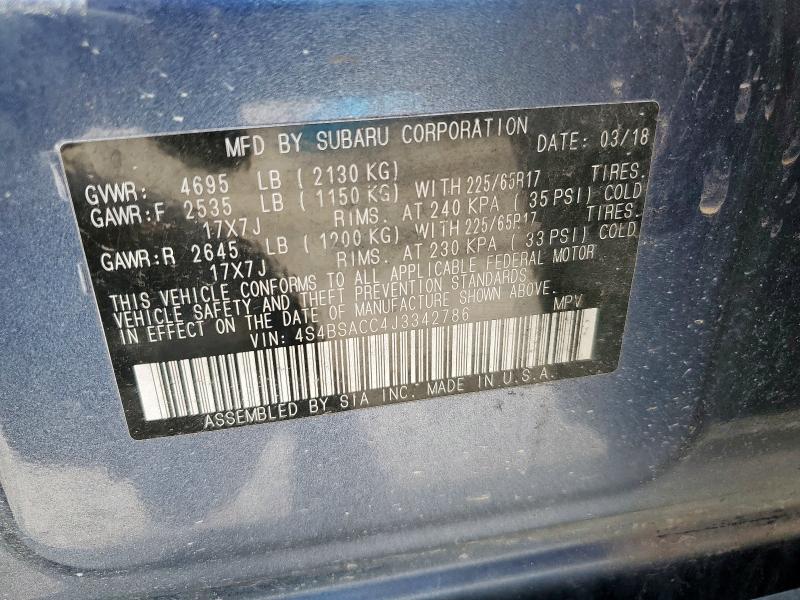 MFD BY SUBARU CORPORATION DATE: 03/18
GVWR: 4695 LB ( 2130 KG)
GAWR:F 2535 LB ( 1150 KG) WITH 225/65R17 TIRES.
17X7J RIMS. AT 240 KPA ( 35 PSI) COLD
GAWR:R 2645 LB ( 1200 KG) WITH 225/65R17 TIRES.
17X7J RIMS. AT 230 KPA ( 33 PSI) COLD
THIS VEHICLE CONFORMS TO ALL APPLICABLE FEDERAL MOTOR
VEHICLE SAFETY AND THEFT PREVENTION STANDARDS
IN EFFECT ON THE DATE OF MANUFACTURE SHOWN ABOVE.
VIN: 4S4BSACC4J3342786 MPV
ASSEMBLED BY SIA INC. MADE IN U.S.A.